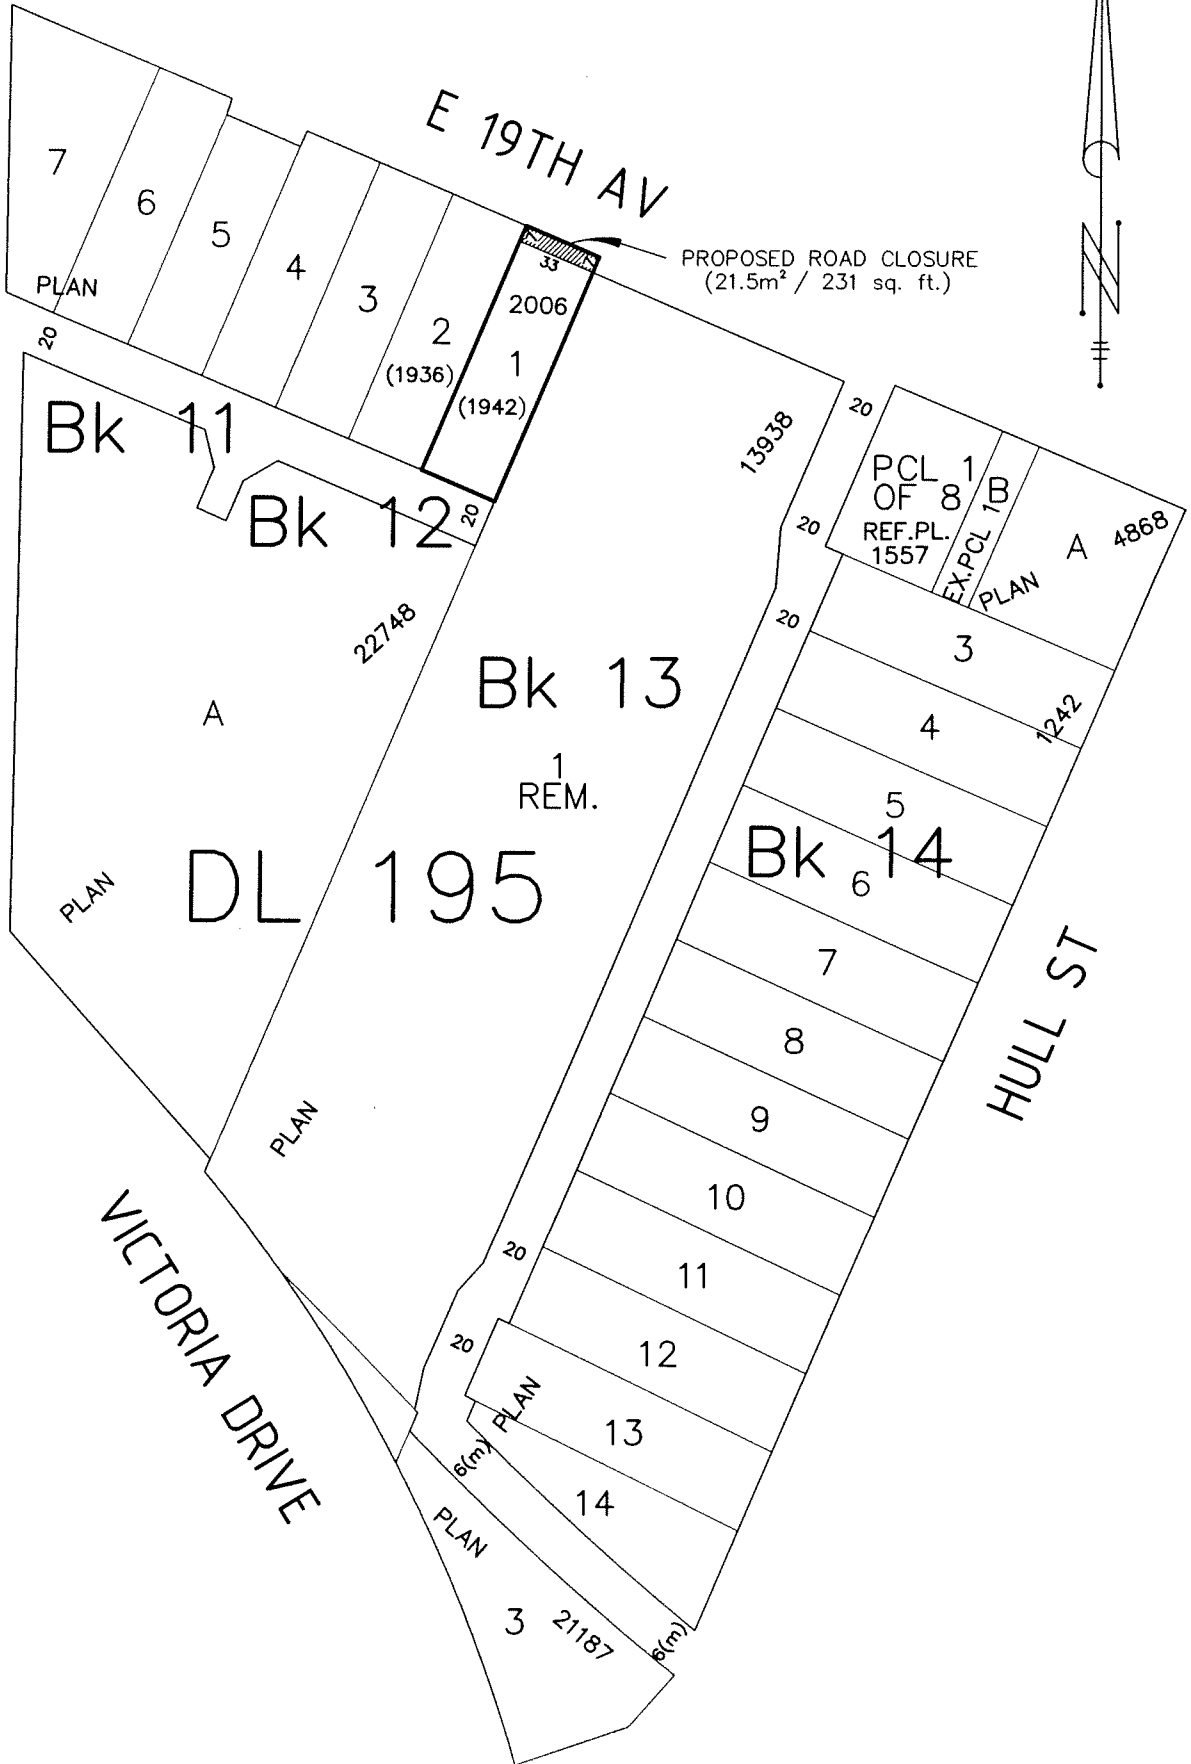 E 19TH AV
7
6
5
4
3
2
(1936)
7
33
2006
1
(1942)
PROPOSED ROAD CLOSURE
(21.5m² / 231 sq. ft.)
N
PLAN
20
Bk 11
Bk 12
20
13938
20
20
20
PCL 1
OF 8
REF.PL.
1557
EX.PCL 1B
A
4868
PLAN
22748
A
PLAN
DL 195
Bk 13
1
REM.
PLAN
3
1242
4
5
Bk 14
6
7
8
9
10
11
12
13
14
HULL ST
20
20
PLAN
6(m)
VICTORIA DRIVE
PLAN
3
21187
6(m)